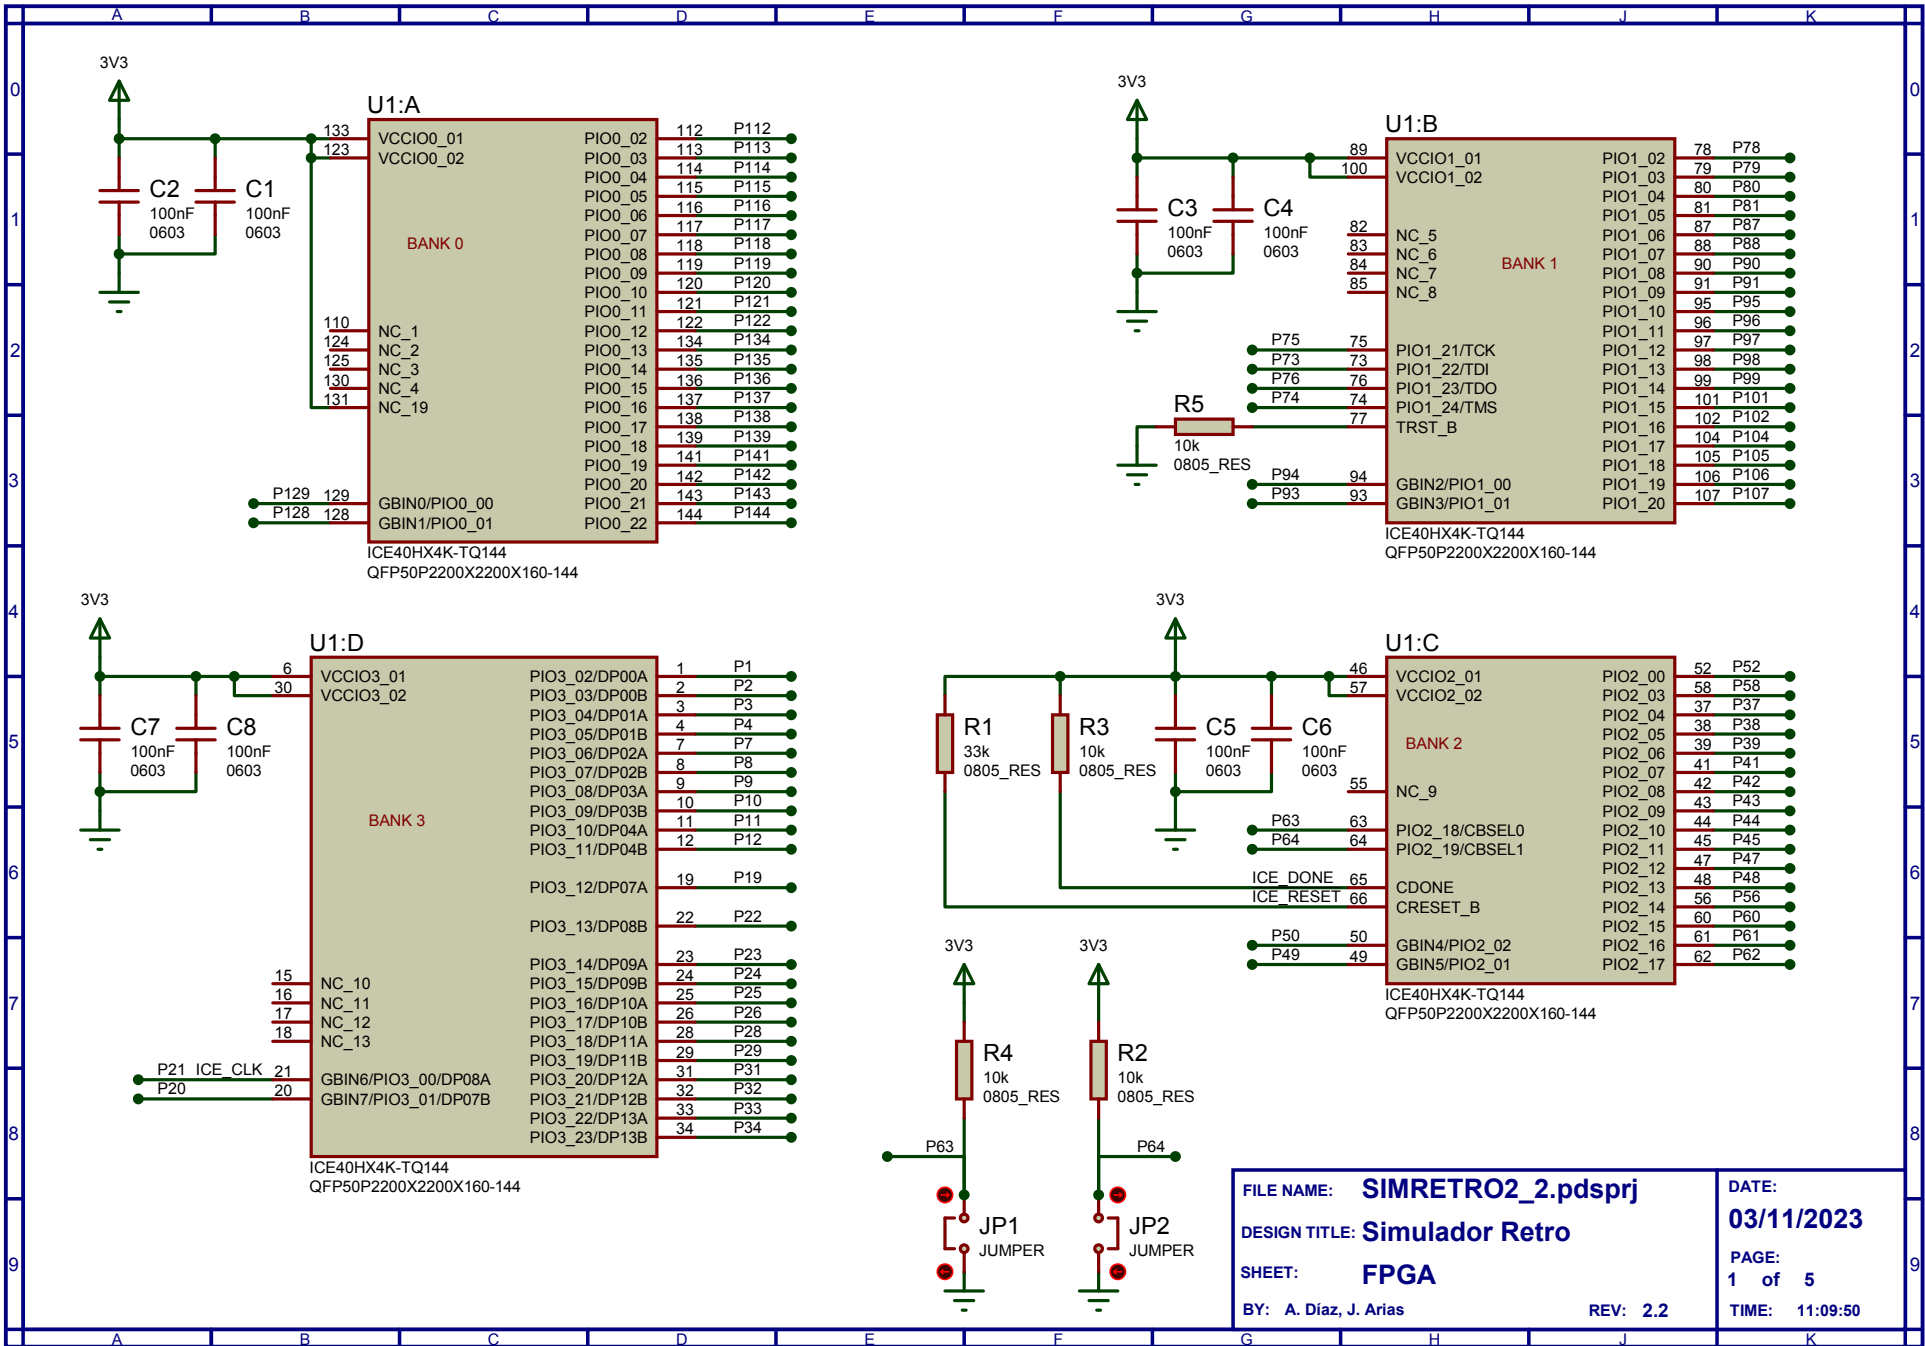 A B C D E F G H J K
0 0
1 1
2 2
3 3
4 4
5 5
6 6
7 7
8 8
9 9
3V3
U1:A
133 VCCIO0_01 PIO0_02 112 P112
123 VCCIO0_02 PIO0_03 113 P113
PIO0_04 114 P114
PIO0_05 115 P115
PIO0_06 116 P116
PIO0_07 117 P117
PIO0_08 118 P118
PIO0_09 119 P119
PIO0_10 120 P120
PIO0_11 121 P121
110 NC_1 PIO0_12 122 P122
124 NC_2 PIO0_13 134 P134
125 NC_3 PIO0_14 135 P135
130 NC_4 PIO0_15 136 P136
131 NC_19 PIO0_16 137 P137
PIO0_17 138 P138
PIO0_18 139 P139
PIO0_19 141 P141
PIO0_20 142 P142
P129 129 GBIN0/PIO0_00 PIO0_21 143 P143
P128 128 GBIN1/PIO0_01 PIO0_22 144 P144
BANK 0
ICE40HX4K-TQ144
QFP50P2200X2200X160-144
C2
100nF
0603
C1
100nF
0603
3V3
U1:B
89 VCCIO1_01 PIO1_02 78 P78
100 VCCIO1_02 PIO1_03 79 P79
PIO1_04 80 P80
PIO1_05 81 P81
82 NC_5 PIO1_06 87 P87
83 NC_6 PIO1_07 88 P88
84 NC_7 PIO1_08 90 P90
85 NC_8 PIO1_09 91 P91
PIO1_10 95 P95
PIO1_11 96 P96
P75 75 PIO1_21/TCK PIO1_12 97 P97
P73 73 PIO1_22/TDI PIO1_13 98 P98
P76 76 PIO1_23/TDO PIO1_14 99 P99
P74 74 PIO1_24/TMS PIO1_15 101 P101
77 TRST_B PIO1_16 102 P102
PIO1_17 104 P104
PIO1_18 105 P105
P94 94 GBIN2/PIO1_00 PIO1_19 106 P106
P93 93 GBIN3/PIO1_01 PIO1_20 107 P107
BANK 1
ICE40HX4K-TQ144
QFP50P2200X2200X160-144
C3
100nF
0603
C4
100nF
0603
R5
10k
0805_RES
3V3
U1:D
6 VCCIO3_01 PIO3_02/DP00A 1 P1
30 VCCIO3_02 PIO3_03/DP00B 2 P2
PIO3_04/DP01A 3 P3
PIO3_05/DP01B 4 P4
PIO3_06/DP02A 7 P7
PIO3_07/DP02B 8 P8
PIO3_08/DP03A 9 P9
PIO3_09/DP03B 10 P10
PIO3_10/DP04A 11 P11
PIO3_11/DP04B 12 P12
PIO3_12/DP07A 19 P19
PIO3_13/DP08B 22 P22
PIO3_14/DP09A 23 P23
15 NC_10 PIO3_15/DP09B 24 P24
16 NC_11 PIO3_16/DP10A 25 P25
17 NC_12 PIO3_17/DP10B 26 P26
18 NC_13 PIO3_18/DP11A 28 P28
PIO3_19/DP11B 29 P29
P21 ICE_CLK 21 GBIN6/PIO3_00/DP08A PIO3_20/DP12A 31 P31
P20 20 GBIN7/PIO3_01/DP07B PIO3_21/DP12B 32 P32
PIO3_22/DP13A 33 P33
PIO3_23/DP13B 34 P34
BANK 3
ICE40HX4K-TQ144
QFP50P2200X2200X160-144
C7
100nF
0603
C8
100nF
0603
3V3
U1:C
46 VCCIO2_01 PIO2_00 52 P52
57 VCCIO2_02 PIO2_03 58 P58
PIO2_04 37 P37
PIO2_05 38 P38
PIO2_06 39 P39
PIO2_07 41 P41
55 NC_9 PIO2_08 42 P42
PIO2_09 43 P43
P63 63 PIO2_18/CBSEL0 PIO2_10 44 P44
P64 64 PIO2_19/CBSEL1 PIO2_11 45 P45
PIO2_12 47 P47
ICE_DONE 65 CDONE PIO2_13 48 P48
ICE_RESET 66 CRESET_B PIO2_14 56 P56
PIO2_15 60 P60
P50 50 GBIN4/PIO2_02 PIO2_16 61 P61
P49 49 GBIN5/PIO2_01 PIO2_17 62 P62
BANK 2
ICE40HX4K-TQ144
QFP50P2200X2200X160-144
R1
33k
0805_RES
R3
10k
0805_RES
C5
100nF
0603
C6
100nF
0603
3V3 3V3
R4
10k
0805_RES
R2
10k
0805_RES
P63 P64
JP1
JUMPER
JP2
JUMPER
FILE NAME: SIMRETRO2_2.pdsprj
DESIGN TITLE: Simulador Retro
SHEET: FPGA
BY: A. Díaz, J. Arias REV: 2.2
DATE:
03/11/2023
PAGE:
1 of 5
TIME: 11:09:50
A B C D E F G H J K